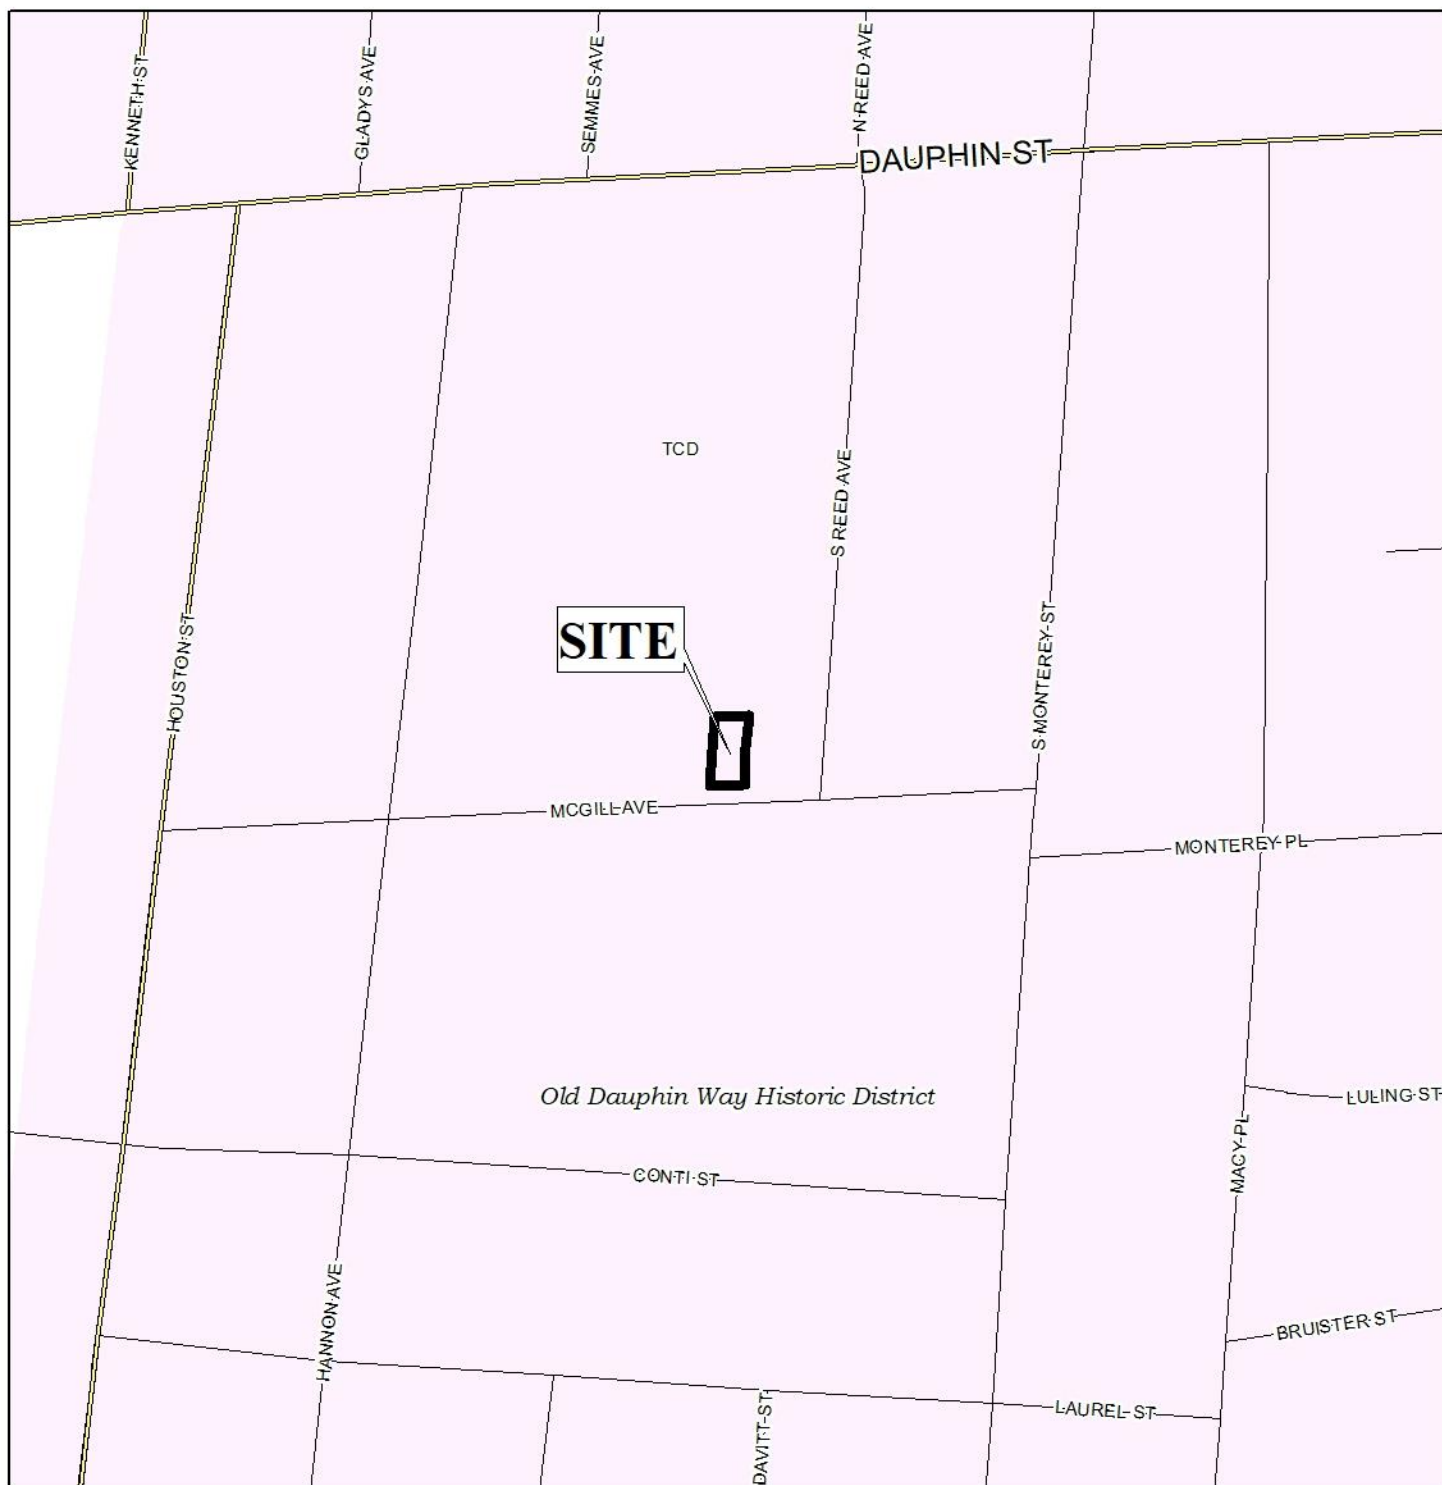 KENNETH ST
GLADYS AVE
SEMMES AVE
N REED AVE
DAUPHIN ST
TCD
S REED AVE
SITE
HOUSTON ST
S MONTEREY ST
MCGILL AVE
MONTEREY PL
Old Dauphin Way Historic District
LULING ST
MACY PL
CONTI ST
HANNON AVE
BRUISTER ST
LAUREL ST
DAVITT ST